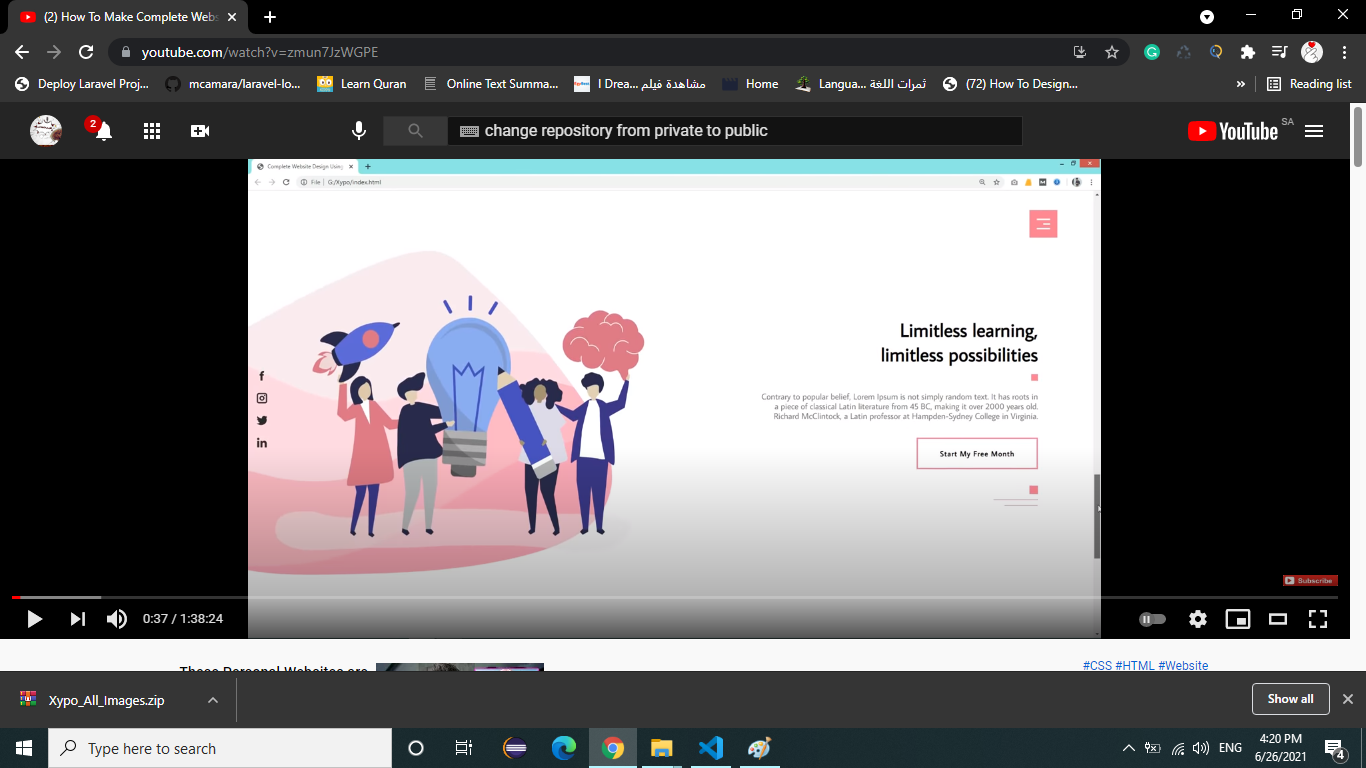 (2) How To Make Complete Webs
youtube.com/watch?v=zmun7JzWGPE
Deploy Laravel Proj...
mcamara/laravel-lo...
Learn Quran
Online Text Summa...
I Drea... مشاهدة فيلم
Home
Langua... ثمرات اللغة
(72) How To Design...
»
Reading list
2
change repository from private to public
YouTube SA
Complete Website Design Using
File | G:/Xypo/index.html
Limitless learning,
limitless possibilities
Contrary to popular belief, Lorem Ipsum is not simply random text. It has roots in
a piece of classical Latin literature from 45 BC, making it over 2000 years old.
Richard McClintock, a Latin professor at Hampden-Sydney College in Virginia.
Start My Free Month
Subscribe
0:37 / 1:38:24
These Personal Websites are
#CSS #HTML #Website
Xypo_All_Images.zip
Show all
Type here to search
ENG
4:20 PM
6/26/2021
4